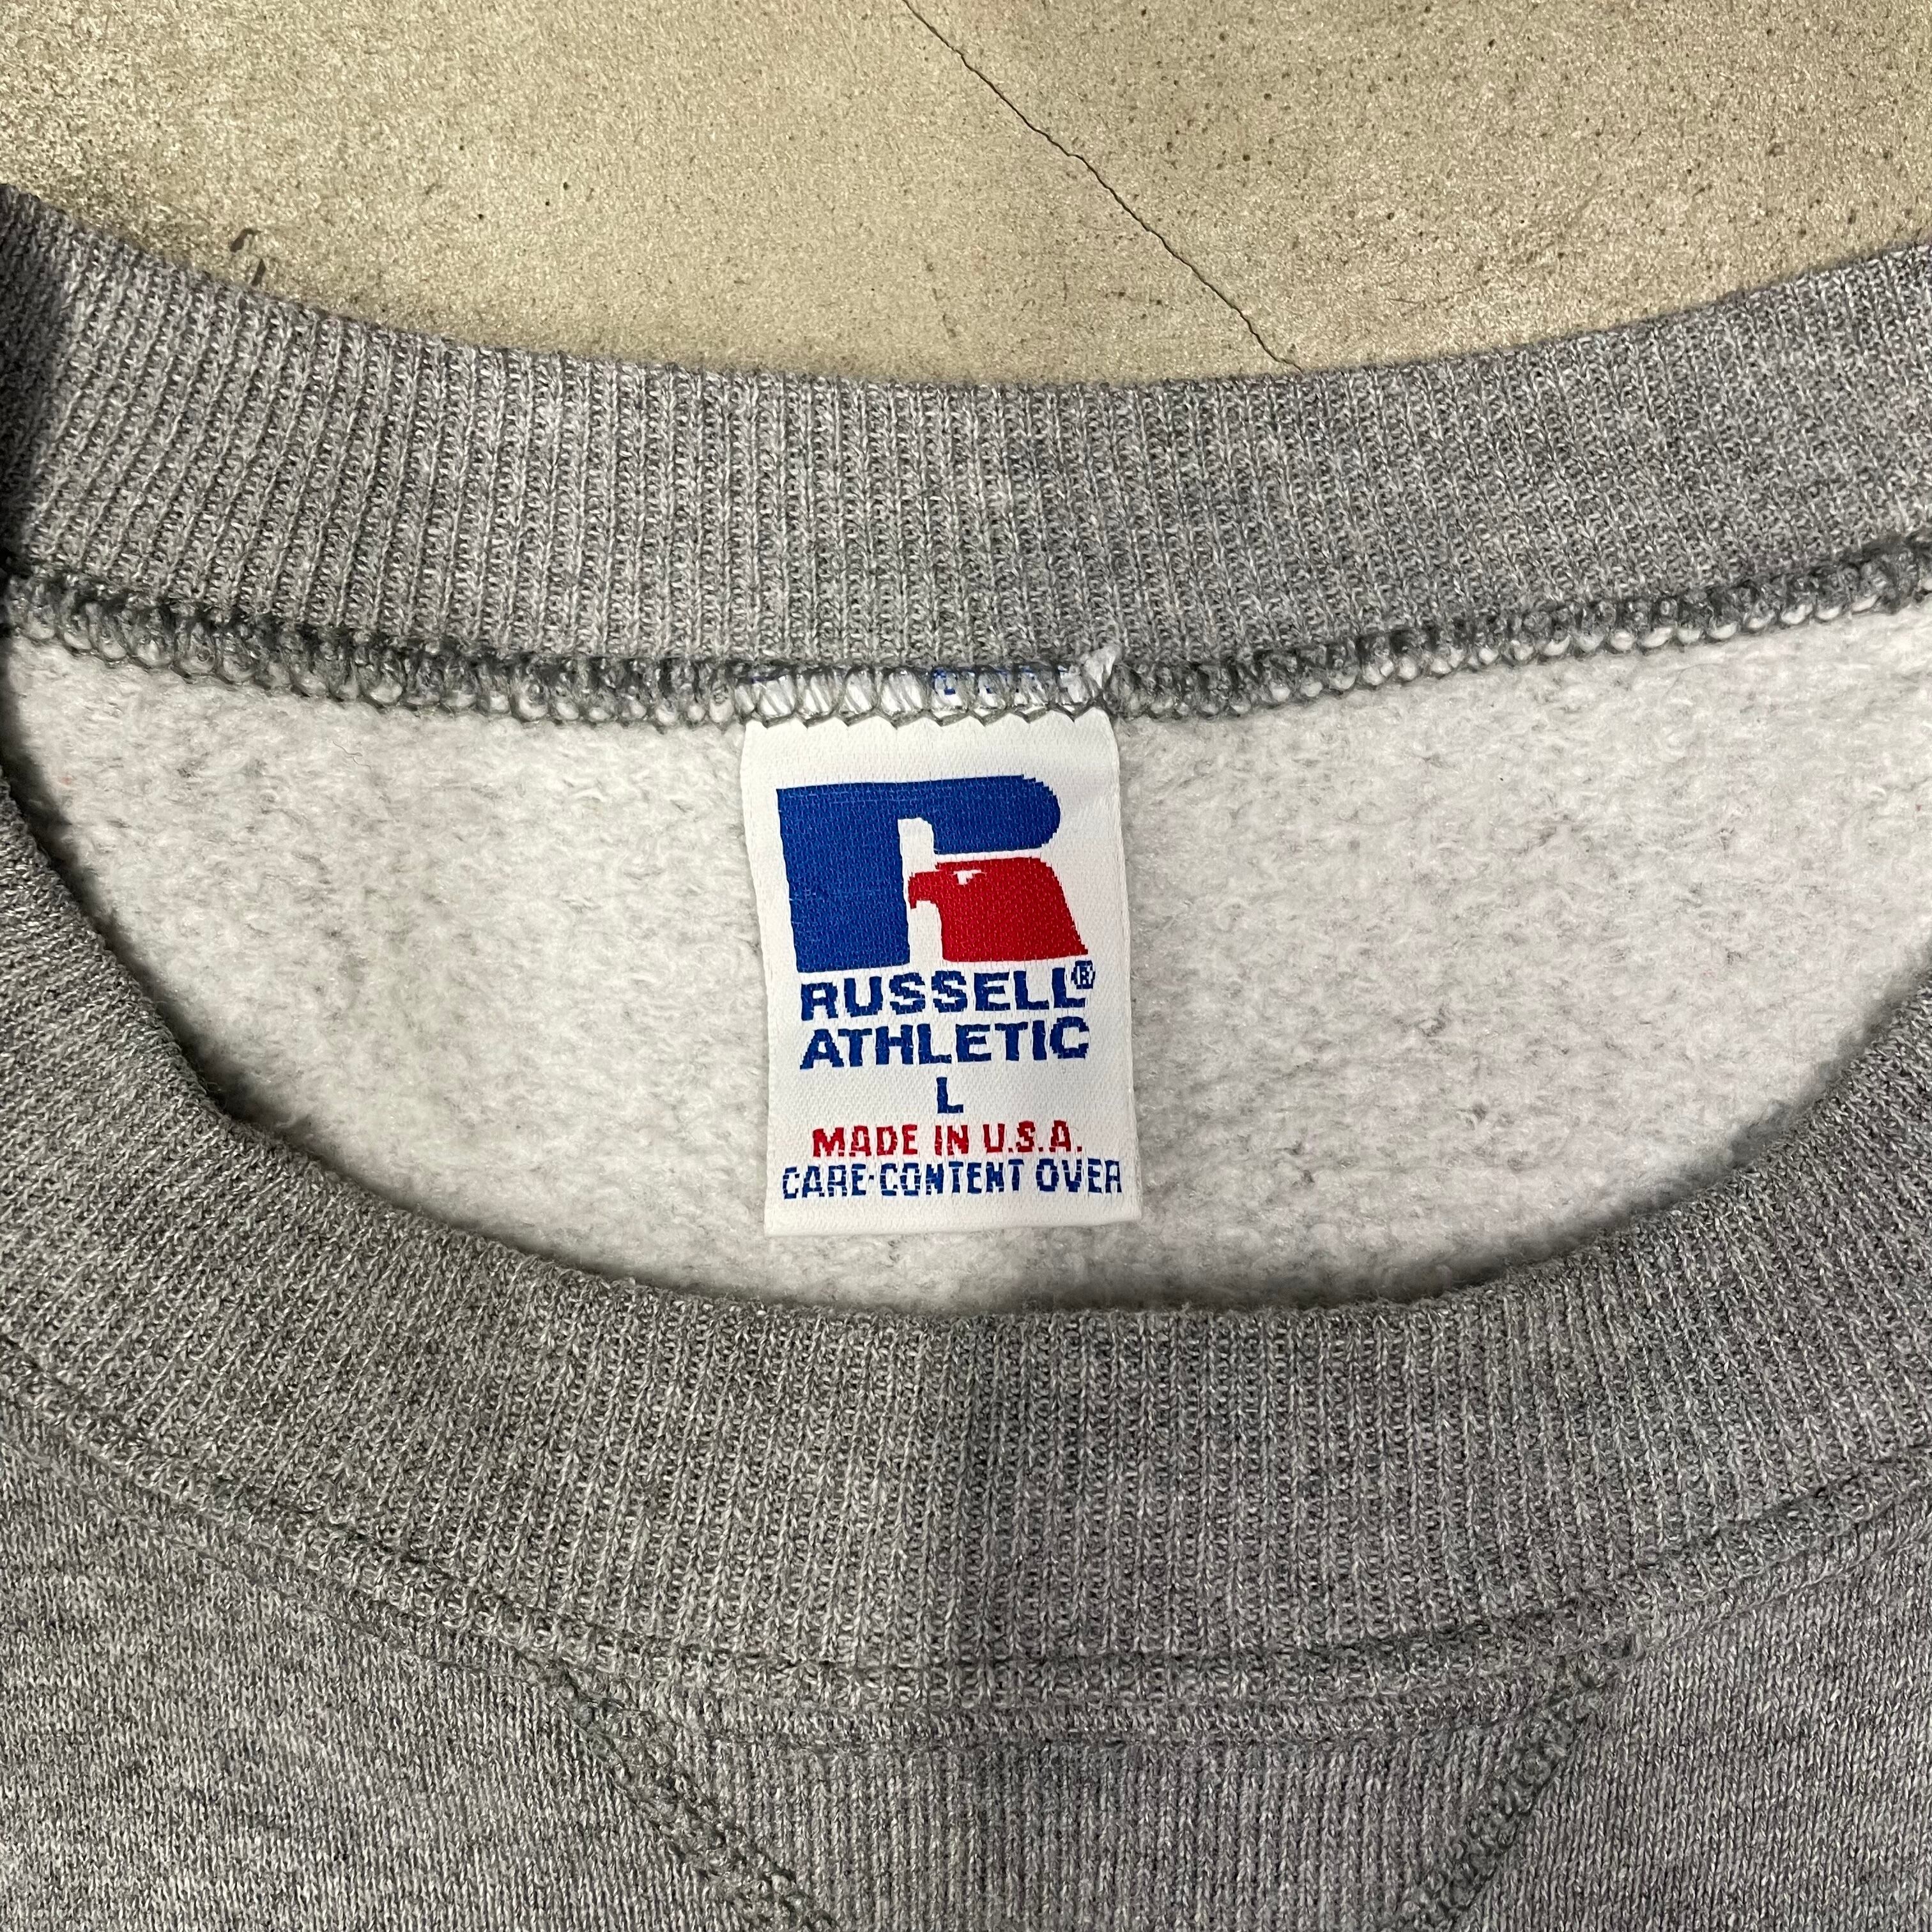 RUSSELL®
ATHLETIC
L
MADE IN U.S.A.
CARE-CONTENT OVER